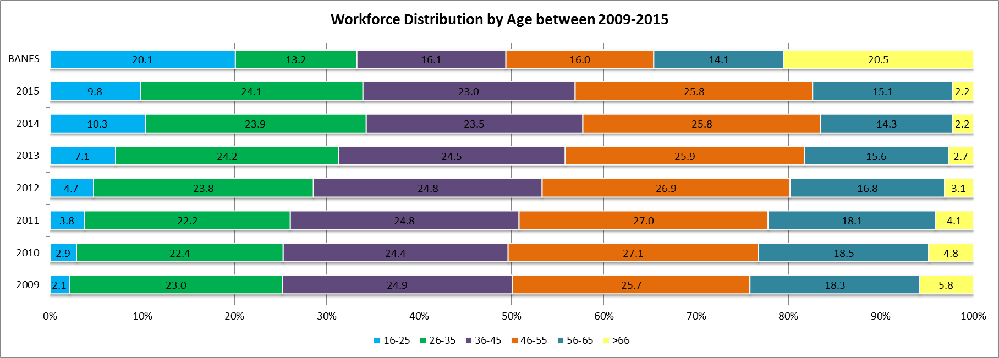 Workforce Distribution by Age between 2009-2015
BANES 20.1 13.2 16.1 16.0 14.1 20.5
2015 9.8 24.1 23.0 25.8 15.1 2.2
2014 10.3 23.9 23.5 25.8 14.3 2.2
2013 7.1 24.2 24.5 25.9 15.6 2.7
2012 4.7 23.8 24.8 26.9 16.8 3.1
2011 3.8 22.2 24.8 27.0 18.1 4.1
2010 2.9 22.4 24.4 27.1 18.5 4.8
2009 2.1 23.0 24.9 25.7 18.3 5.8
0% 10% 20% 30% 40% 50% 60% 70% 80% 90% 100%
16-25 26-35 36-45 46-55 56-65 >66